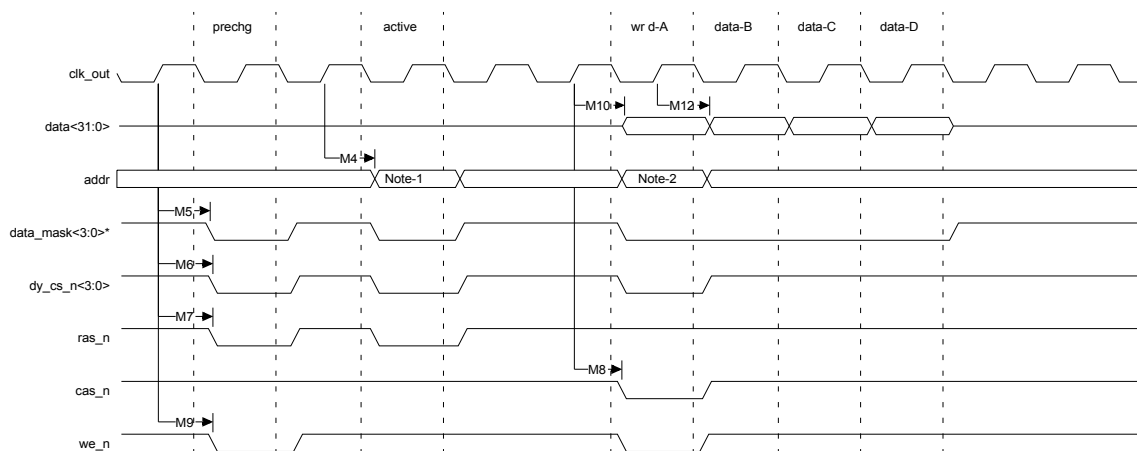 prechg active wr d-A data-B data-C data-D
clk_out
M10 M12
data<31:0>
M4
addr Note-1 Note-2
M5
data_mask<3:0>*
M6
dy_cs_n<3:0>
M7
ras_n
M8
cas_n
M9
we_n